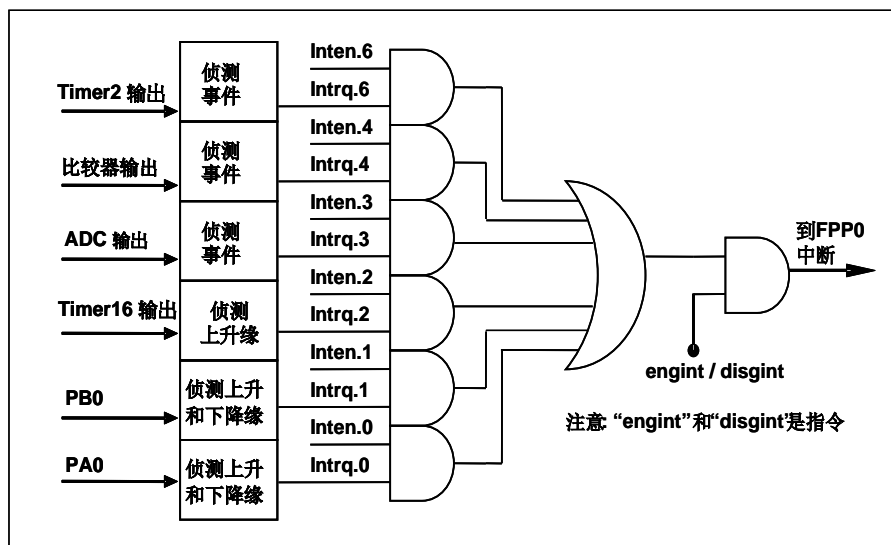 Timer2 输出
侦测
事件
Inten.6
Intrq.6
比较器输出
侦测
事件
Inten.4
Intrq.4
ADC 输出
侦测
事件
Inten.3
Intrq.3
Timer16 输出
侦测
上升缘
Inten.2
Intrq.2
PB0
侦测上升
和下降缘
Inten.1
Intrq.1
PA0
侦测上升
和下降缘
Inten.0
Intrq.0
到FPP0
中断
engint / disgint
注意 “engint”和“disgint'是指令